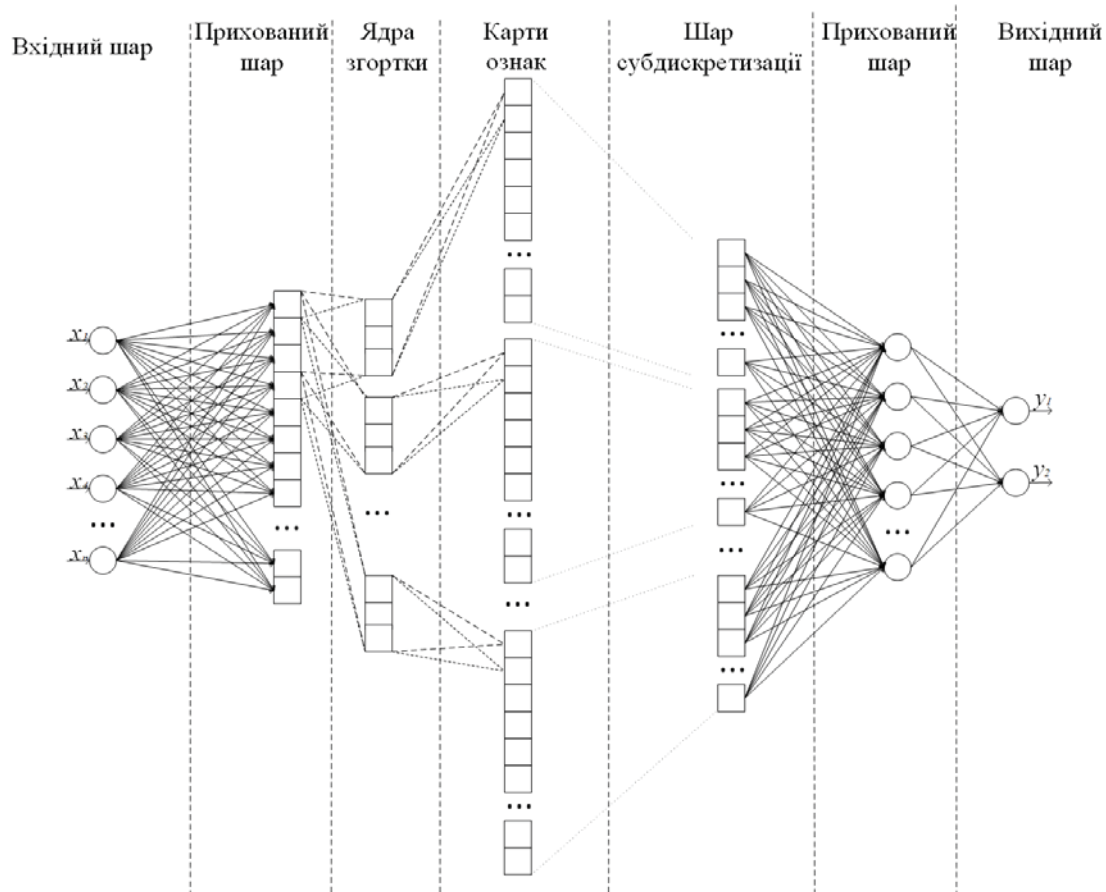 Вхідний шар
Прихований
шар
Ядра
згортки
Карти
ознак
Шар
субдискретизації
Прихований
шар
Вихідний
шар
x₁
x₂
x₃
x₄
...
xₙ
...
...
...
...
...
...
...
...
...
...
...
y₁
y₂